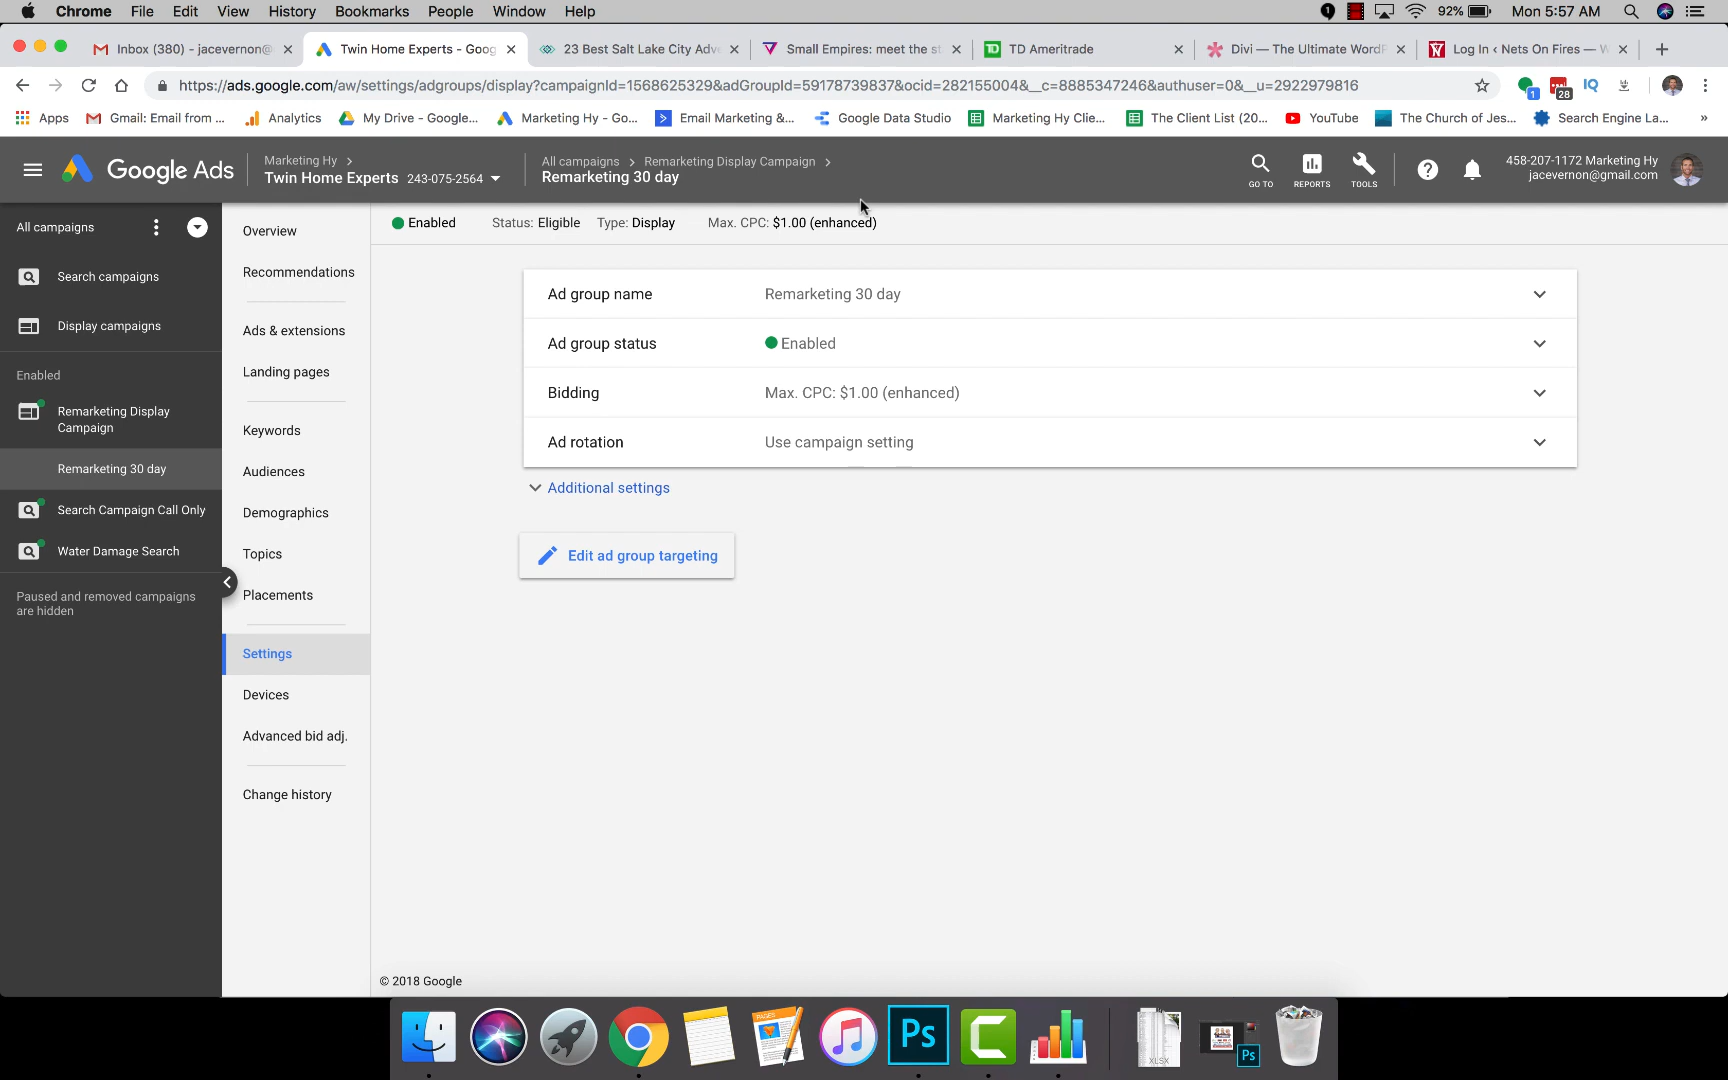 Chrome File Edit View History Bookmarks People Window Help 92% Mon 5:57 AM
Inbox (380) - jacevernon@ Twin Home Experts - Goog 23 Best Salt Lake City Adv Small Empires: meet the st TD Ameritrade Divi — The Ultimate WordP Log In ‹ Nets On Fires — W
https://ads.google.com/aw/settings/adgroups/display?campaignId=1568625329&adGroupId=59178739837&ocid=282155004&__c=8885347246&authuser=0&__u=2922979816 1 28 IQ
Apps Gmail: Email from ... Analytics My Drive - Google... Marketing Hy - Go... Email Marketing &... Google Data Studio Marketing Hy Clie... The Client List (20... YouTube The Church of Jes... Search Engine La... »
Google Ads
Marketing Hy >
Twin Home Experts 243-075-2564
All campaigns > Remarketing Display Campaign >
Remarketing 30 day
GO TO REPORTS TOOLS
458-207-1172 Marketing Hy
jacevernon@gmail.com
All campaigns
Search campaigns
Display campaigns
Enabled
Remarketing Display
Campaign
Remarketing 30 day
Search Campaign Call Only
Water Damage Search
Paused and removed campaigns
are hidden
Overview
Recommendations
Ads & extensions
Landing pages
Keywords
Audiences
Demographics
Topics
Placements
Settings
Devices
Advanced bid adj.
Change history
Enabled Status: Eligible Type: Display Max. CPC: $1.00 (enhanced)
Ad group name Remarketing 30 day
Ad group status Enabled
Bidding Max. CPC: $1.00 (enhanced)
Ad rotation Use campaign setting
Additional settings
Edit ad group targeting
© 2018 Google
PAGES
Ps
XLSX
Ps